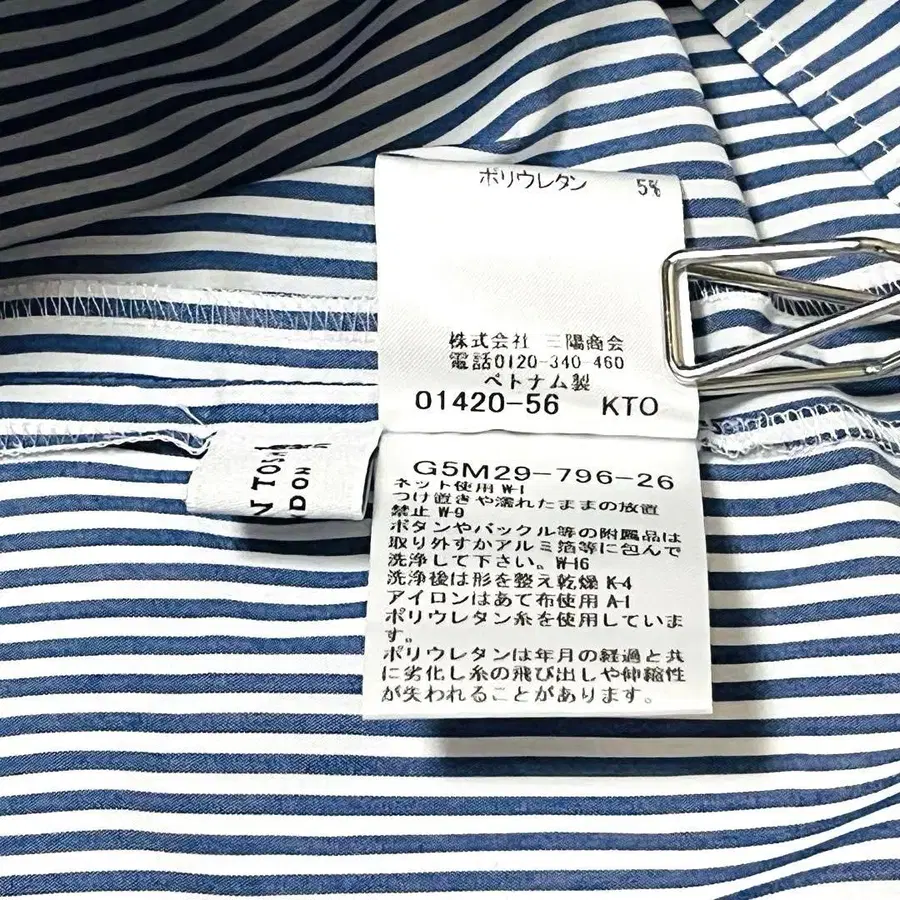 ポリウレタン 5%
株式会社 三陽商会
電話0120-340-460
ベトナム製
01420-56 KTO
G5M29-796-26
ネット使用 W-1
つけ置きや濡れたままの放置
禁止 W-9
ボタンやバックル等の附属品は
取り外すかアルミ箔等に包んで
洗浄して下さい。W-16
洗浄後は形を整え乾燥 K-4
アイロンはあて布使用 A-1
ポリウレタン糸を使用していま
す。
ポリウレタンは年月の経過と共
に劣化し糸の飛び出しや伸縮性
が失われることがあります。